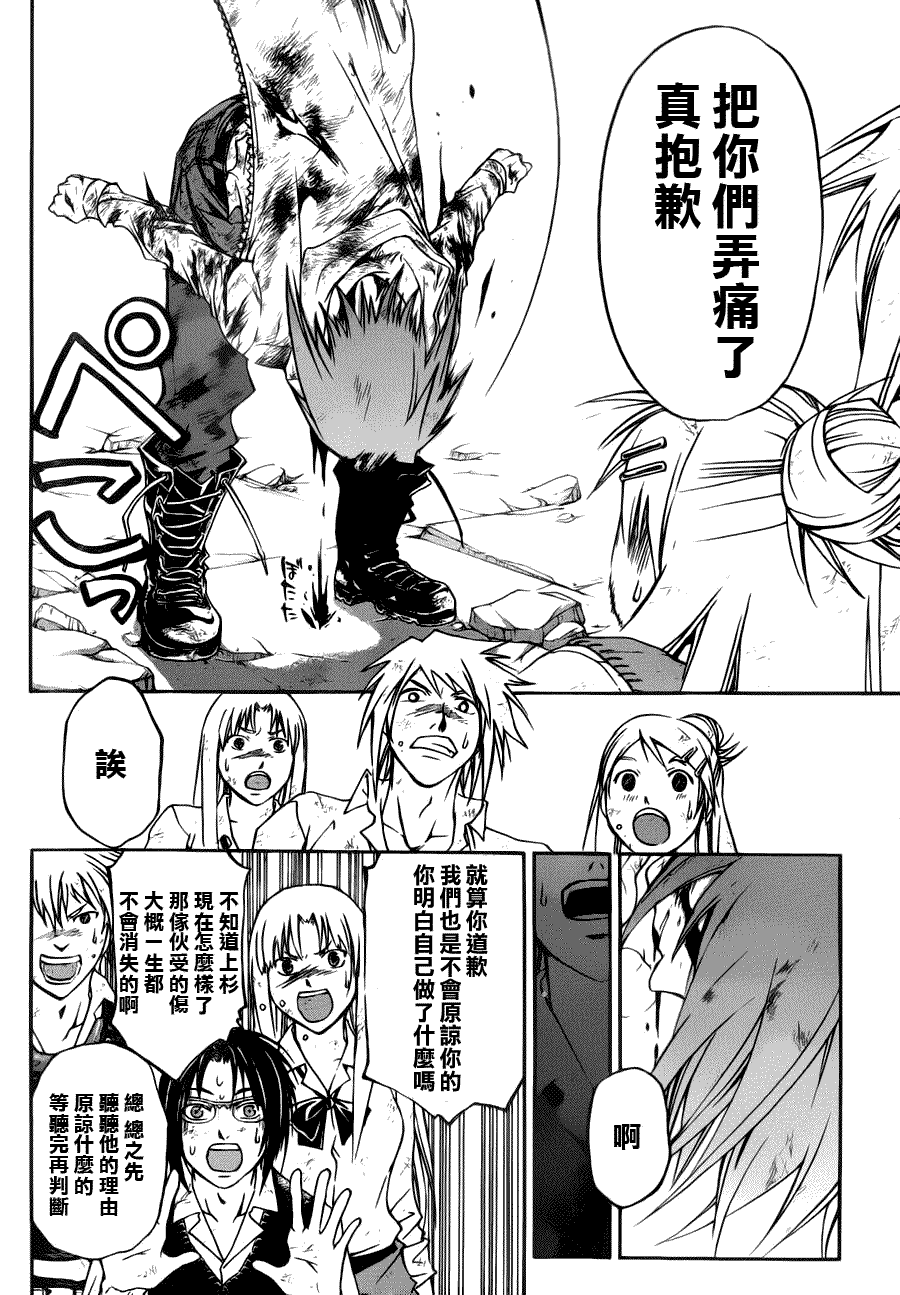 把你們弄痛了
真抱歉
ペこっ
ぽたた
誒
啊
就算你道歉
我們也是不會原諒你的
你明白自己做了什麼嗎
不知道上杉
現在怎麼樣了
那傢伙受的傷
大概一生都
不會消失的啊
總 總之先
聽聽他的理由
原諒什麼的
等聽完再判斷